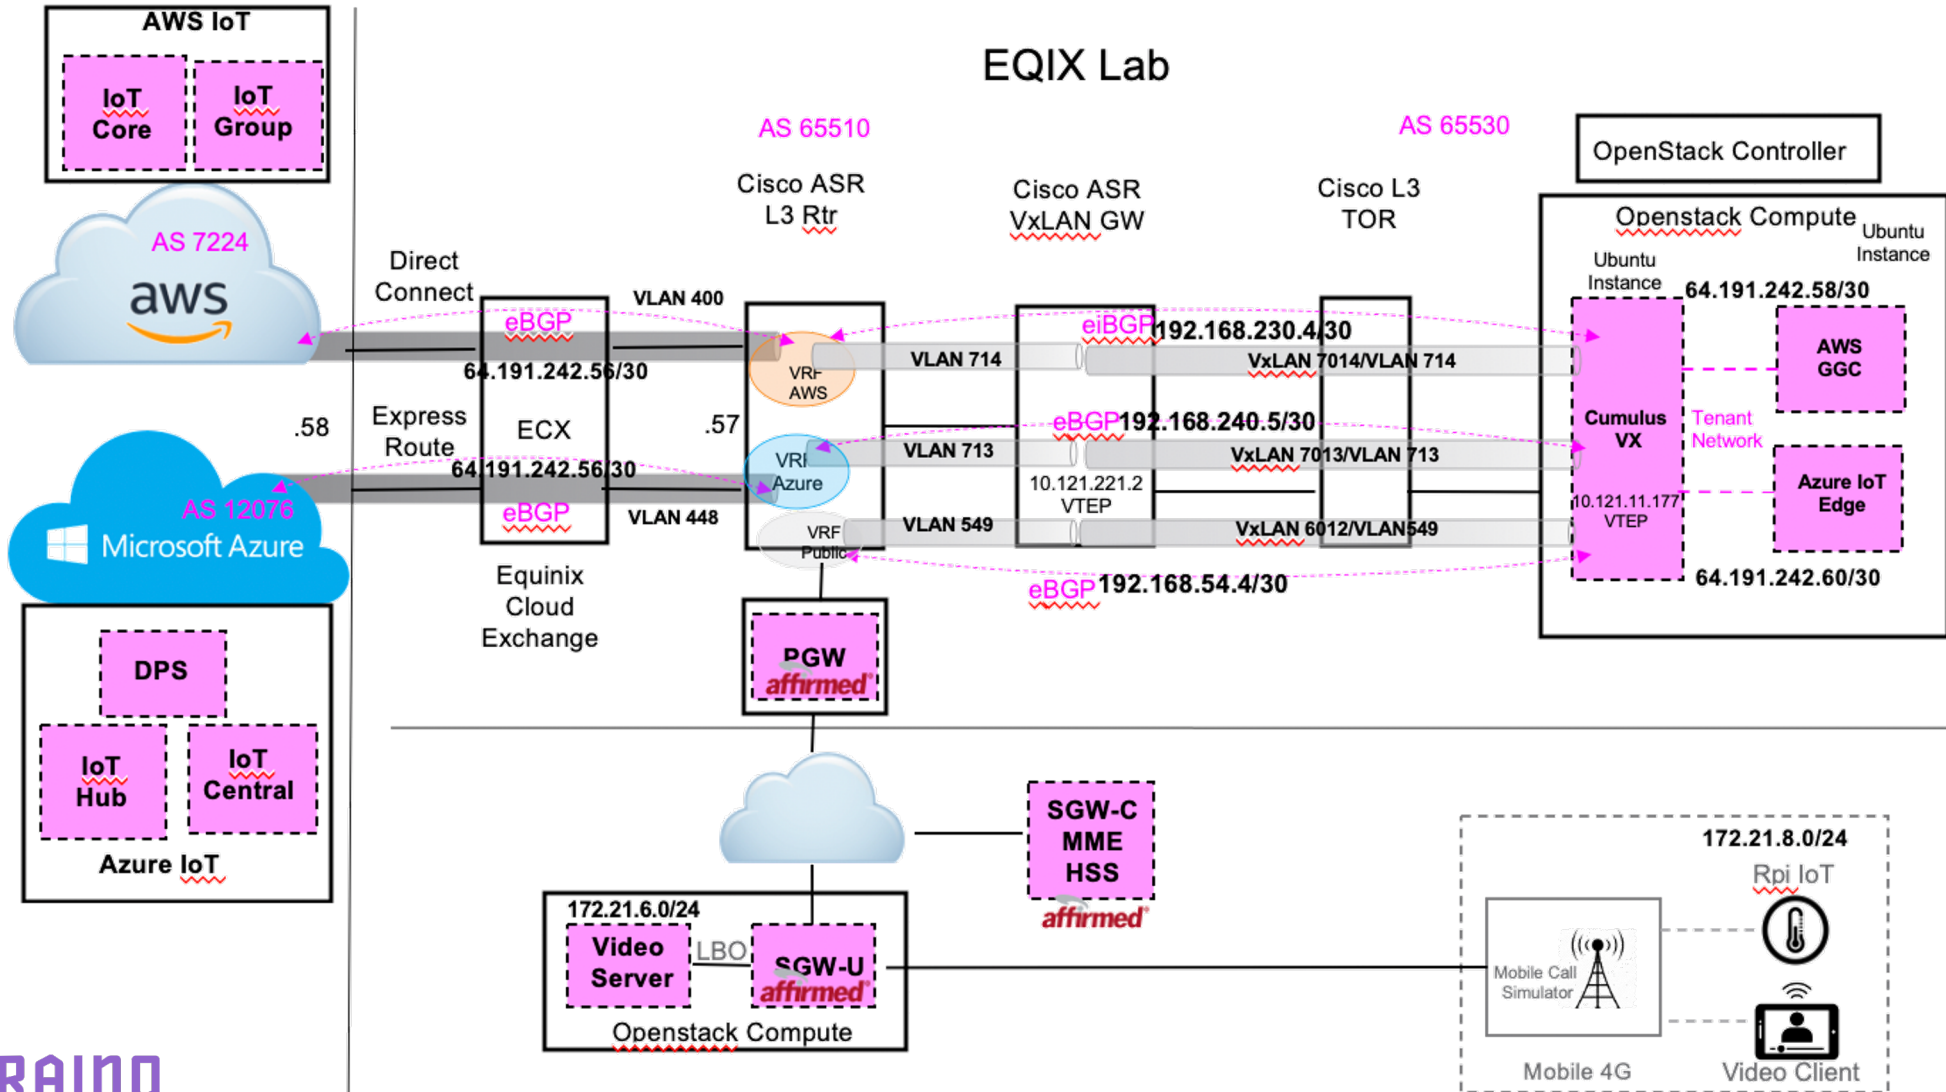 AWS IoT
IoT
Core
IoT
Group
EQIX Lab
AS 65510
AS 65530
OpenStack Controller
Cisco ASR
L3 Rtr
Cisco ASR
VxLAN GW
Cisco L3
TOR
Openstack Compute
Ubuntu
Instance
Ubuntu
Instance
AS 7224
aws
Direct
Connect
VLAN 400
64.191.242.58/30
eBGP
eiBGP
192.168.230.4/30
64.191.242.56/30
VRF
AWS
VLAN 714
VxLAN 7014/VLAN 714
AWS
GGC
.58
Express
Route
ECX
.57
eBGP
192.168.240.5/30
Cumulus
VX
Tenant
Network
64.191.242.56/30
VRF
Azure
VLAN 713
VxLAN 7013/VLAN 713
10.121.221.2
VTEP
10.121.11.177
VTEP
Azure IoT
Edge
AS 12076
Microsoft Azure
eBGP
VLAN 448
VRF
Public
VLAN 549
VxLAN 6012/VLAN549
eBGP
192.168.54.4/30
64.191.242.60/30
Equinix
Cloud
Exchange
PGW
affirmed®
DPS
IoT
Hub
IoT
Central
Azure IoT
SGW-C
MME
HSS
affirmed®
172.21.6.0/24
Video
Server
LBO
SGW-U
affirmed®
Openstack Compute
172.21.8.0/24
Rpi IoT
Mobile Call
Simulator
Mobile 4G
Video Client
RAINO